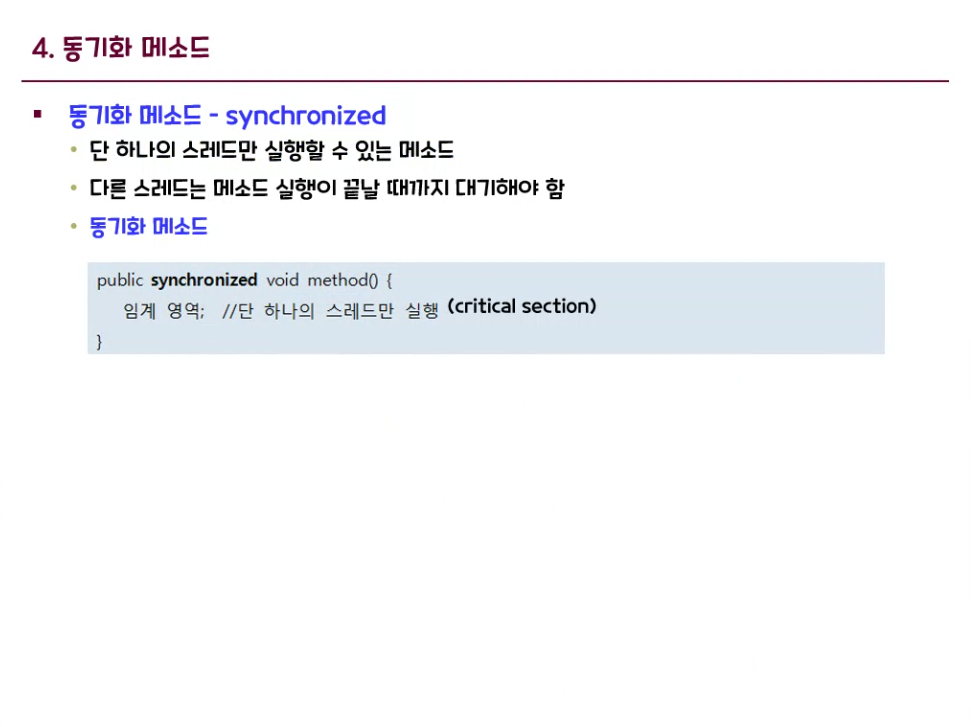 4. 동기화 메소드
▪ 동기화 메소드 - synchronized
• 단 하나의 스레드만 실행할 수 있는 메소드
• 다른 스레드는 메소드 실행이 끝날 때까지 대기해야 함
• 동기화 메소드
public synchronized void method() {
임계 영역; //단 하나의 스레드만 실행 (critical section)
}